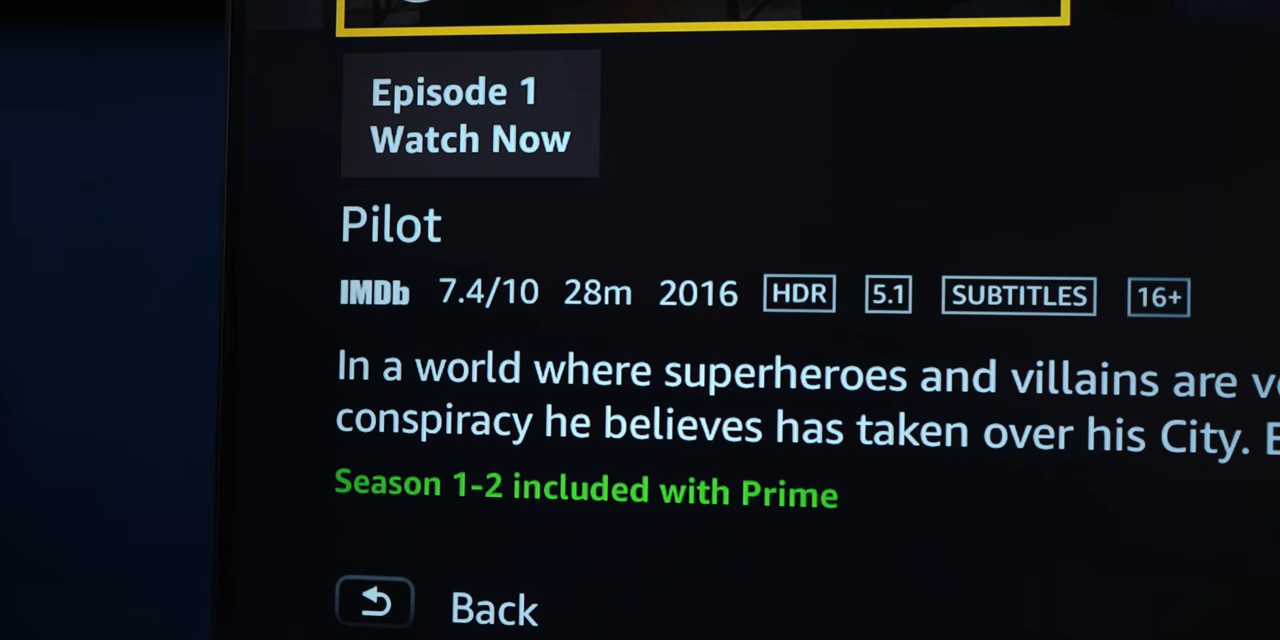 Episode 1
Watch Now
Pilot
IMDb 7.4/10 28m 2016 HDR 5.1 SUBTITLES 16+
In a world where superheroes and villains are
conspiracy he believes has taken over his City.
Season 1-2 included with Prime
Back